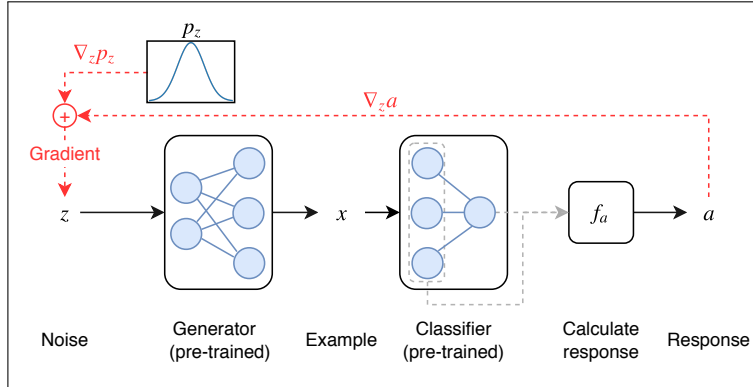 p_z
∇_z p_z
∇_z a
+
Gradient
z
x
f_a
a
Noise
Generator
(pre-trained)
Example
Classifier
(pre-trained)
Calculate
response
Response